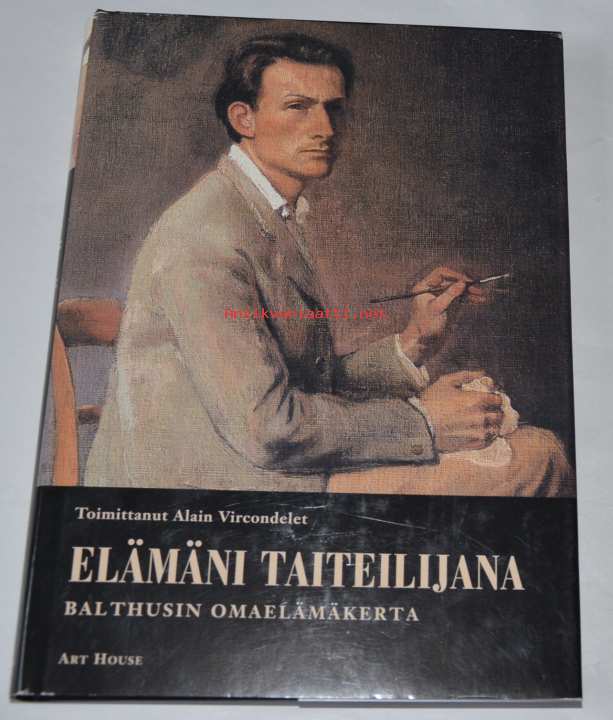 Antikvariaatti.net
Toimittanut Alain Vircondelet
ELÄMÄNI TAITEILIJANA
BALTHUSIN OMAELÄMÄKERTA
ART HOUSE